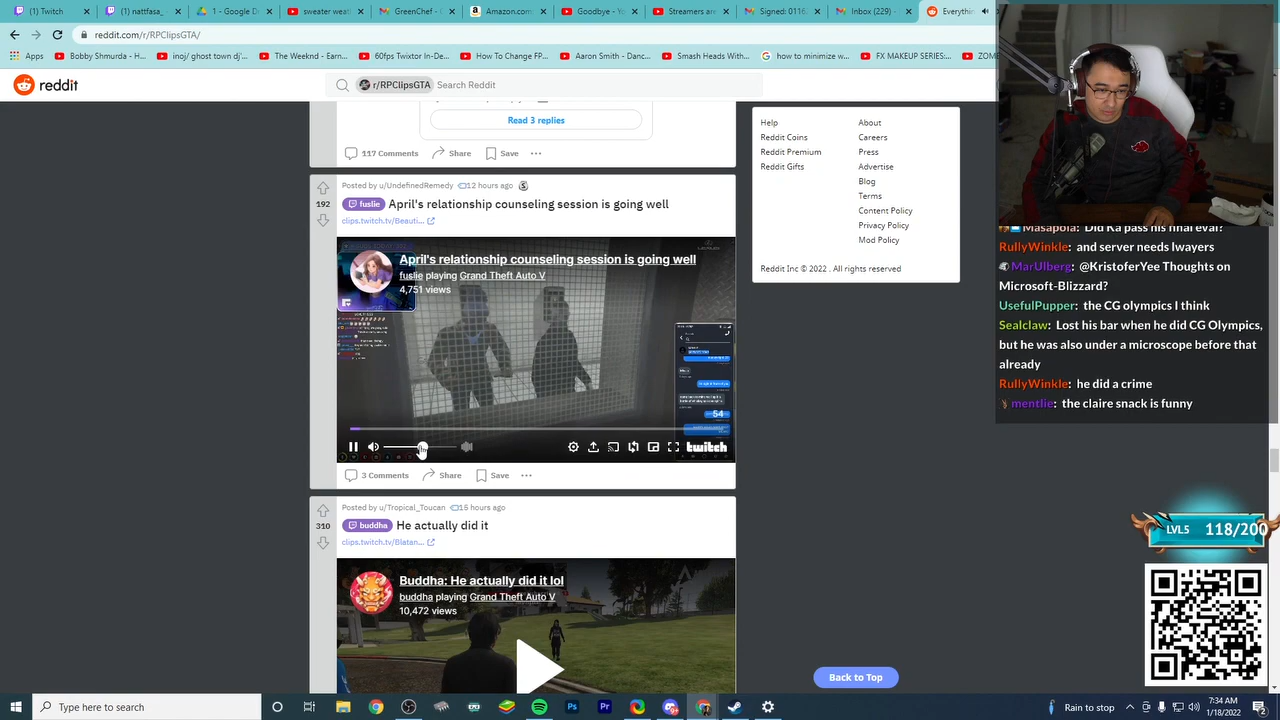 Twitch
nattfasa_
1 - Google D
sweater weat
GreenChef - C
Amazon.com
Goodbye - Yo
Streamers are
Signed: 0116
Inbox (229) -
Everythin
reddit.com/r/RPClipsGTA/
Apps
Bobby Shmurda - H...
inoj/ ghost town dj'...
The Weeknd - Earn...
60fps Twixtor In-De...
How To Change FP...
Aaron Smith - Danc...
Smash Heads With...
how to minimize w...
FX MAKEUP SERIES:...
ZOM
reddit
r/RPClipsGTA
Search Reddit
Read 3 replies
117 Comments
Share
Save
Help
Reddit Coins
Reddit Premium
Reddit Gifts
About
Careers
Press
Advertise
Blog
Terms
Content Policy
Privacy Policy
Mod Policy
Reddit Inc © 2022 . All rights reserved
192
Posted by u/UndefinedRemedy 12 hours ago
fuslie April's relationship counseling session is going well
clips.twitch.tv/Beauti...
April's relationship counseling session is going well
fuslie playing Grand Theft Auto V
4,751 views
54
twitch
3 Comments
Share
Save
310
Posted by u/Tropical_Toucan 15 hours ago
buddha He actually did it
clips.twitch.tv/Blatan...
Buddha: He actually did it lol
buddha playing Grand Theft Auto V
10,472 views
Back to Top
Masapola: Did Ra pass his final eval?
RullyWinkle: and server needs lwayers
MarUlberg: @KristoferYee Thoughts on
Microsoft-Blizzard?
UsefulPupper: the CG olympics I think
Sealclaw: Lost his bar when he did CG Olympics,
but he was also under a microscope before that
already
RullyWinkle: he did a crime
mentlie: the claire snack is funny
LVL5 118/200
Type here to search
Rain to stop
7:34 AM
1/18/2022